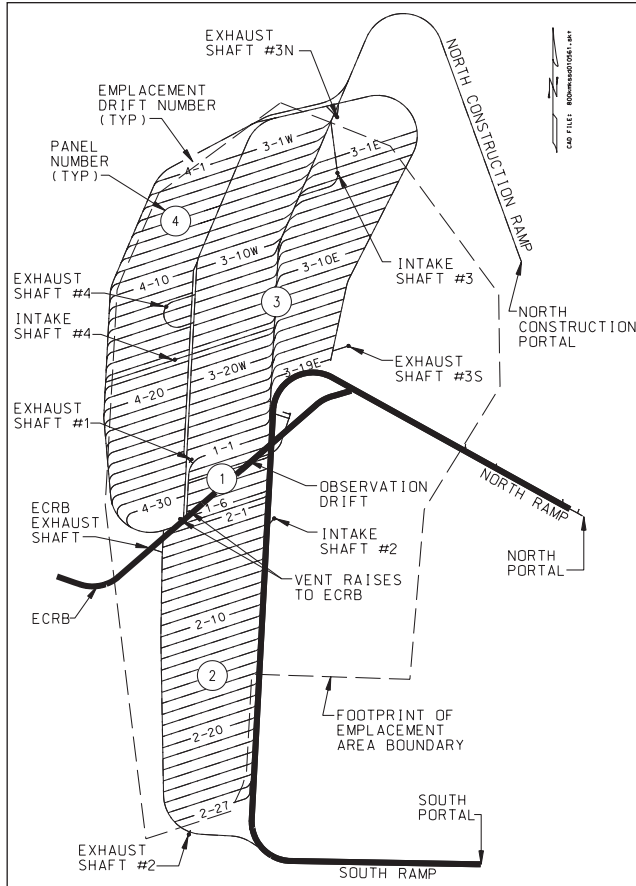 EXHAUST
SHAFT #3N
NORTH CONSTRUCTION RAMP
N
CAD FILE:
EMPLACEMENT
DRIFT NUMBER
(TYP)
PANEL
NUMBER
(TYP)
4-1
3-1W
3-1E
4
4-10
3-10W
3-10E
3
EXHAUST
SHAFT #4
INTAKE
SHAFT #4
INTAKE
SHAFT #3
NORTH
CONSTRUCTION
PORTAL
EXHAUST
SHAFT #3S
4-20
3-20W
3-19E
EXHAUST
SHAFT #1
1-1
1
OBSERVATION
DRIFT
NORTH RAMP
4-30
-6
2-1
ECRB
EXHAUST
SHAFT
INTAKE
SHAFT #2
NORTH
PORTAL
VENT RAISES
TO ECRB
ECRB
2-10
2
FOOTPRINT OF
EMPLACEMENT
AREA BOUNDARY
2-20
2-27
SOUTH
PORTAL
EXHAUST
SHAFT #2
SOUTH RAMP